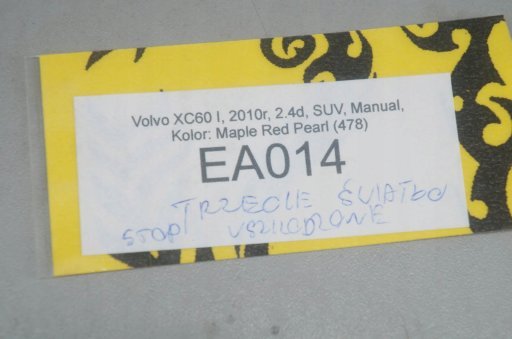 Volvo XC60 I, 2010r, 2.4d, SUV, Manual,
Kolor: Maple Red Pearl (478)
EA014
TRZECIE ŚWIATŁO
STOP USZKODZONE